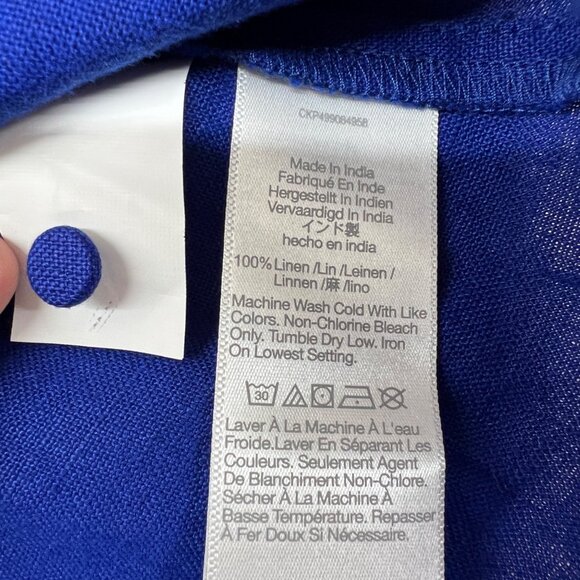 CKP499084958
Made In India
Fabriqué En Inde
Hergestellt In Indien
Vervaardigd In India
インド製
hecho en india
100% Linen /Lin /Leinen /
Linnen /麻 /lino
Machine Wash Cold With Like
Colors. Non-Chlorine Bleach
Only. Tumble Dry Low. Iron
On Lowest Setting.
30
Laver À La Machine À L'eau
Froide.Laver En Séparant Les
Couleurs. Seulement Agent
De Blanchiment Non-Chlore.
Sécher À La Machine À
Basse Température. Repasser
À Fer Doux Si Nécessaire.